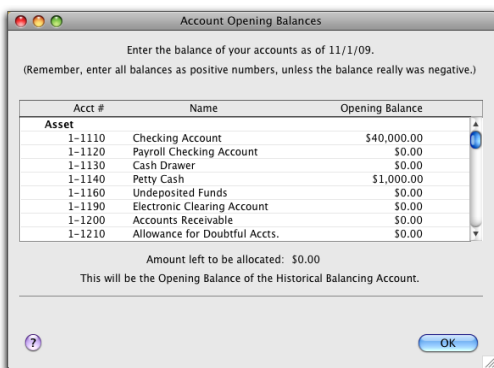 Account Opening Balances
Enter the balance of your accounts as of 11/1/09.
(Remember, enter all balances as positive numbers, unless the balance really was negative.)
Acct # Name Opening Balance
Asset
1-1110 Checking Account $40,000.00
1-1120 Payroll Checking Account $0.00
1-1130 Cash Drawer $0.00
1-1140 Petty Cash $1,000.00
1-1160 Undeposited Funds $0.00
1-1190 Electronic Clearing Account $0.00
1-1200 Accounts Receivable $0.00
1-1210 Allowance for Doubtful Accts. $0.00
Amount left to be allocated: $0.00
This will be the Opening Balance of the Historical Balancing Account.
? OK